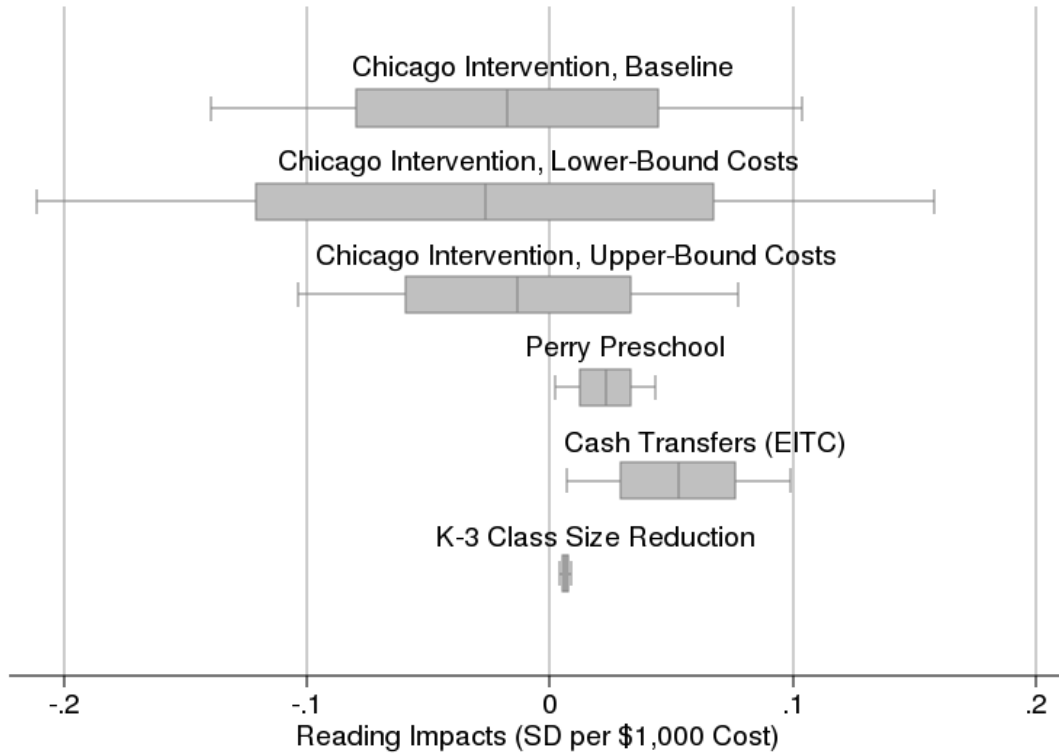 Chicago Intervention, Baseline
Chicago Intervention, Lower-Bound Costs
Chicago Intervention, Upper-Bound Costs
Perry Preschool
Cash Transfers (EITC)
K-3 Class Size Reduction
-.2 -.1 0 .1 .2
Reading Impacts (SD per $1,000 Cost)